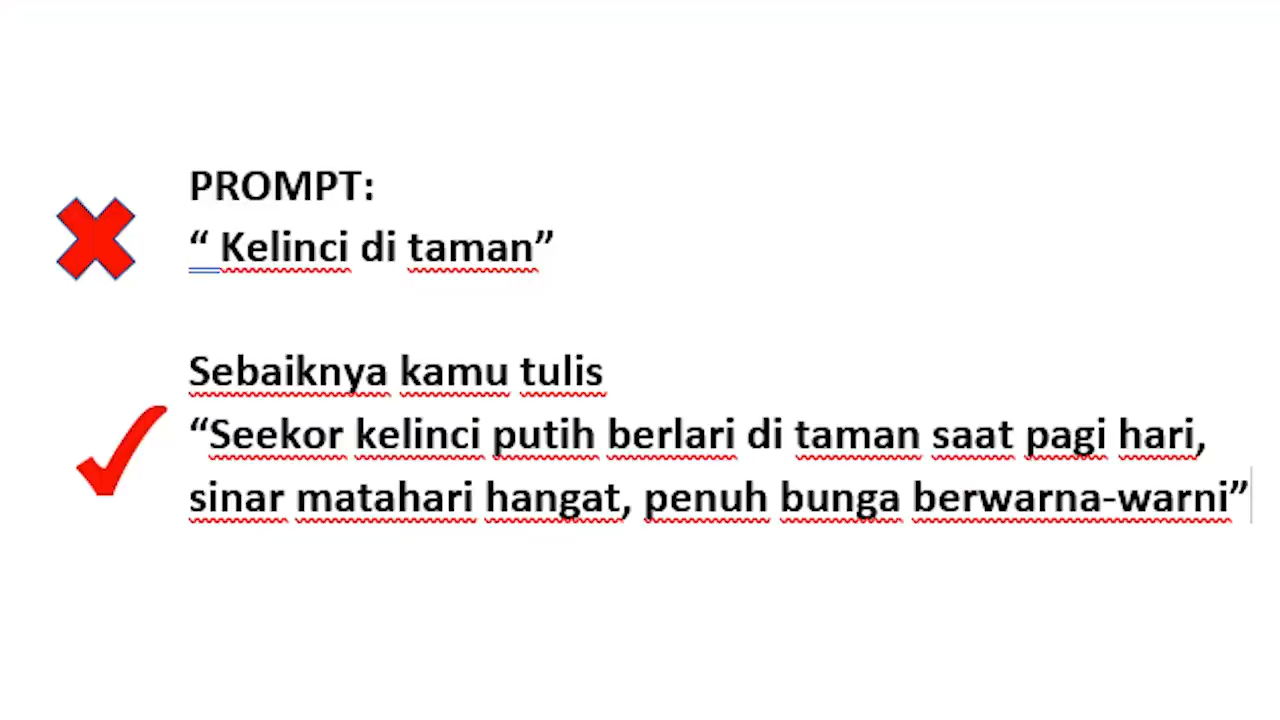 PROMPT:
“ Kelinci di taman”
Sebaiknya kamu tulis
“Seekor kelinci putih berlari di taman saat pagi hari,
sinar matahari hangat, penuh bunga berwarna-warni”